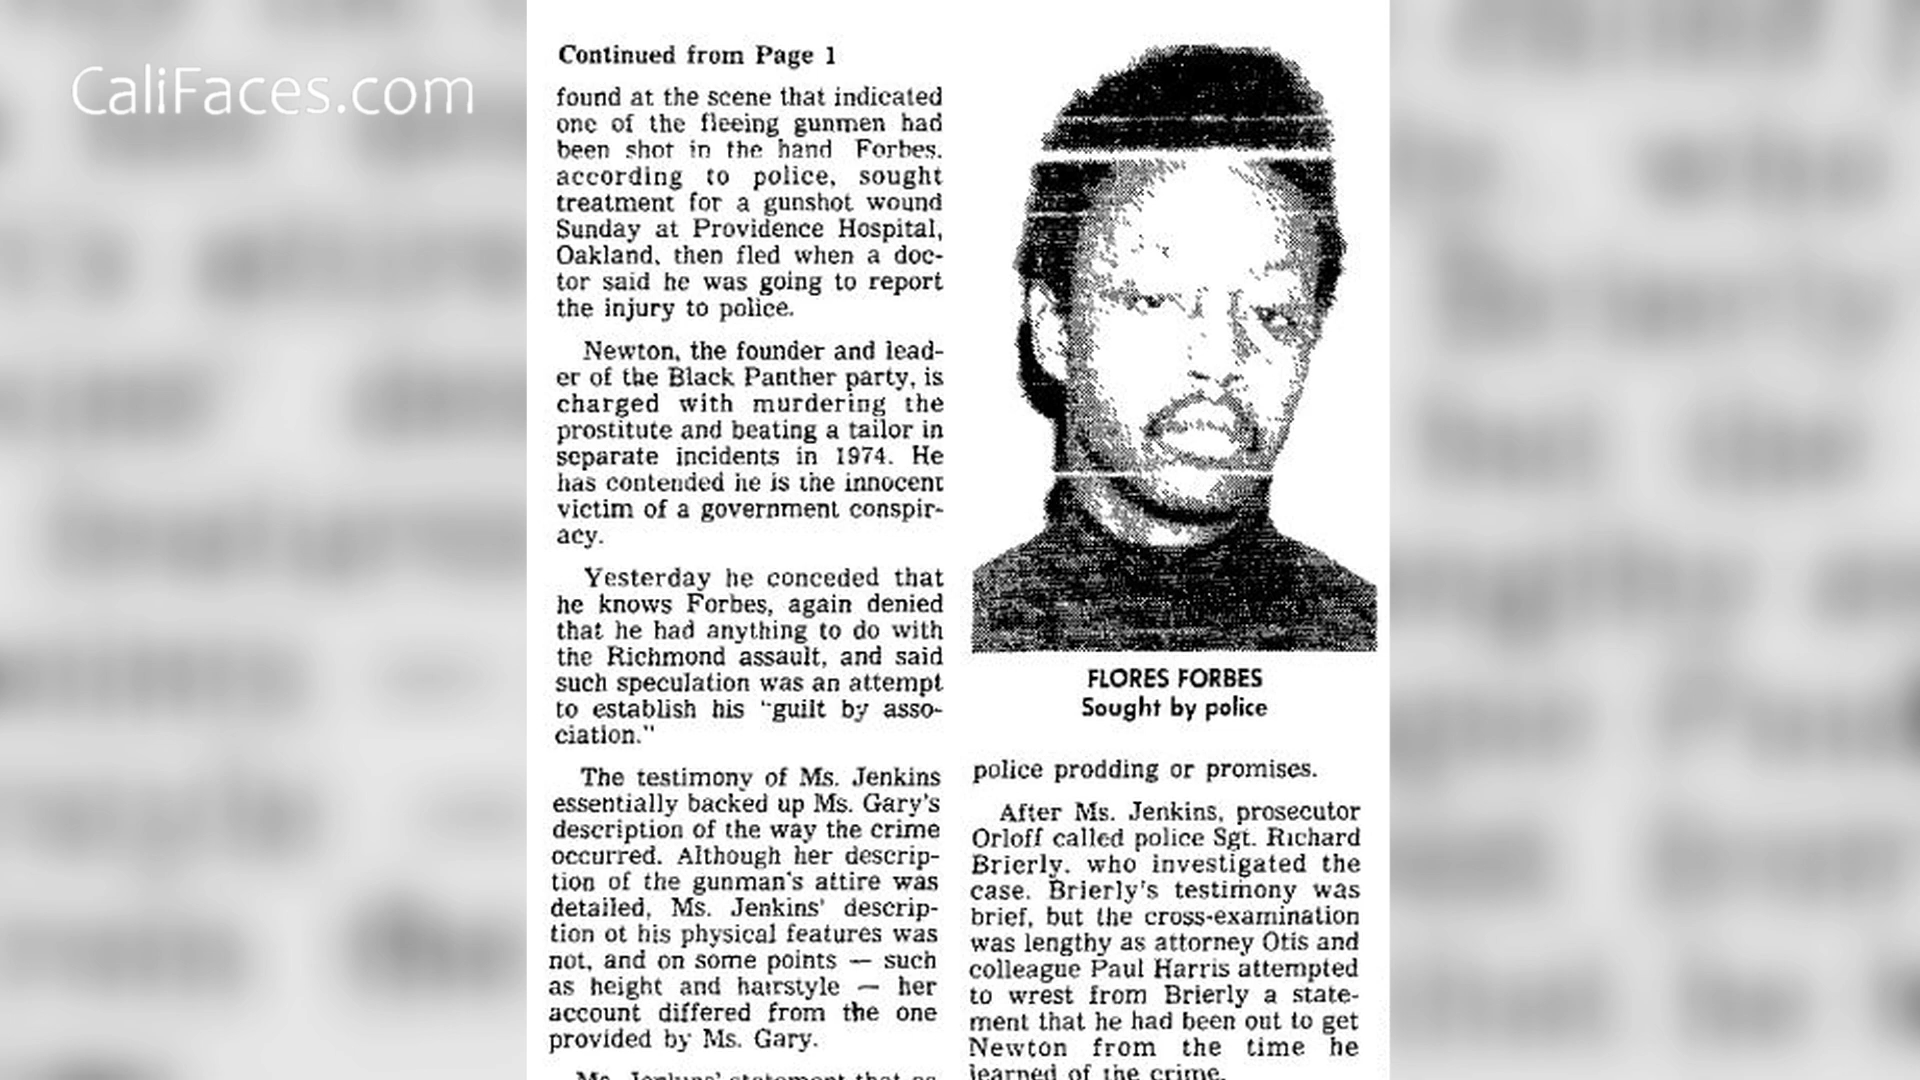 CaliFaces.com
Continued from Page 1
found at the scene that indicated
one of the fleeing gunmen had
been shot in the hand Forbes,
according to police, sought
treatment for a gunshot wound
Sunday at Providence Hospital,
Oakland, then fled when a doc-
tor said he was going to report
the injury to police.
Newton, the founder and lead-
er of the Black Panther party, is
charged with murdering the
prostitute and beating a tailor in
separate incidents in 1974. He
has contended he is the innocent
victim of a government conspir-
acy.
Yesterday he conceded that
he knows Forbes, again denied
that he had anything to do with
the Richmond assault, and said
such speculation was an attempt
to establish his "guilt by asso-
ciation."
The testimony of Ms. Jenkins
essentially backed up Ms. Gary's
description of the way the crime
occurred. Although her descrip-
tion of the gunman's attire was
detailed, Ms. Jenkins' descrip-
tion of his physical features was
not, and on some points — such
as height and hairstyle — her
account differed from the one
provided by Ms. Gary.
Ms. Jenkins' statement that
FLORES FORBES
Sought by police
police prodding or promises.
After Ms. Jenkins, prosecutor
Orloff called police Sgt. Richard
Brierly, who investigated the
case. Brierly's testimony was
brief, but the cross-examination
was lengthy as attorney Otis and
colleague Paul Harris attempted
to wrest from Brierly a state-
ment that he had been out to get
Newton from the time he
learned of the crime.